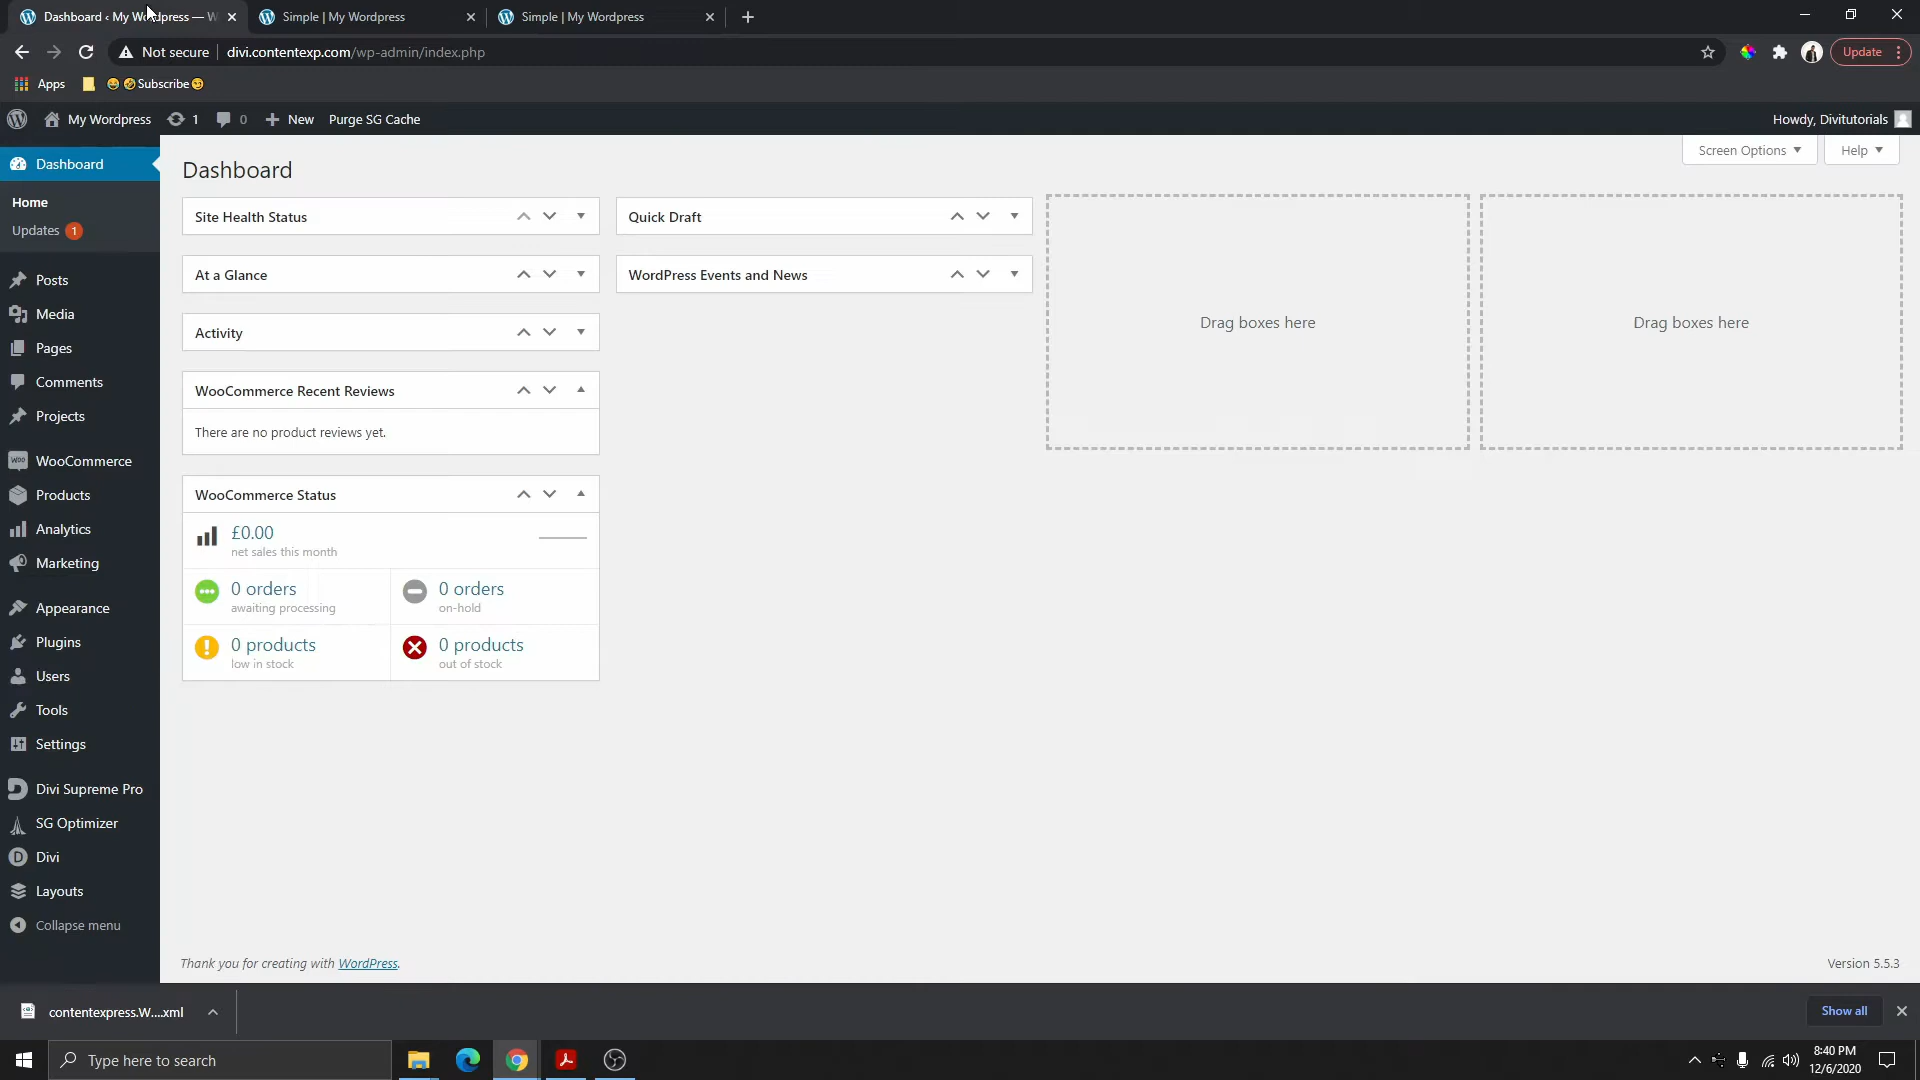 Dashboard ‹ My Wordpress — W
Simple | My Wordpress
Simple | My Wordpress
Not secure
divi.contentexp.com/wp-admin/index.php
Update
Apps
😄 🤣Subscribe😏
My Wordpress
1
0
New
Purge SG Cache
Howdy, Divitutorials
Dashboard
Home
Updates 1
Posts
Media
Pages
Comments
Projects
WooCommerce
Products
Analytics
Marketing
Appearance
Plugins
Users
Tools
Settings
Divi Supreme Pro
SG Optimizer
Divi
Layouts
Collapse menu
Screen Options
Help
Dashboard
Site Health Status
At a Glance
Activity
WooCommerce Recent Reviews
There are no product reviews yet.
WooCommerce Status
£0.00
net sales this month
0 orders
awaiting processing
0 orders
on-hold
0 products
low in stock
0 products
out of stock
Quick Draft
WordPress Events and News
Drag boxes here
Drag boxes here
Thank you for creating with WordPress.
Version 5.5.3
contentexpress.W....xml
Show all
Type here to search
8:40 PM
12/6/2020